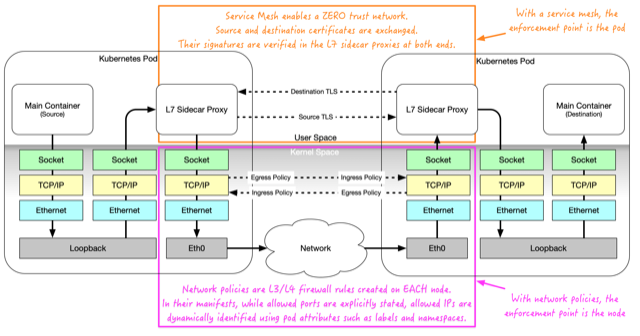 Service Mesh enables a ZERO trust network.
Source and destination certificates are exchanged.
Their signatures are verified in the L7 sidecar proxies at both ends.
With a service mesh, the
enforcement point is the pod
Kubernetes Pod
Kubernetes Pod
Main Container
(Source)
L7 Sidecar Proxy
Destination TLS
Source TLS
L7 Sidecar Proxy
Main Container
(Destination)
User Space
Kernel Space
Socket
Socket
Socket
Socket
Socket
Socket
TCP/IP
TCP/IP
TCP/IP
Egress Policy
Ingress Policy
Ingress Policy
Egress Policy
TCP/IP
TCP/IP
TCP/IP
Ethernet
Ethernet
Ethernet
Ethernet
Ethernet
Ethernet
Loopback
Eth0
Network
Eth0
Loopback
Network policies are L3/L4 firewall rules created on EACH node.
In their manifests, while allowed ports are explicitly stated, allowed IPs are
dynamically identified using pod attributes such as labels and namespaces.
With network policies, the
enforcement point is the node